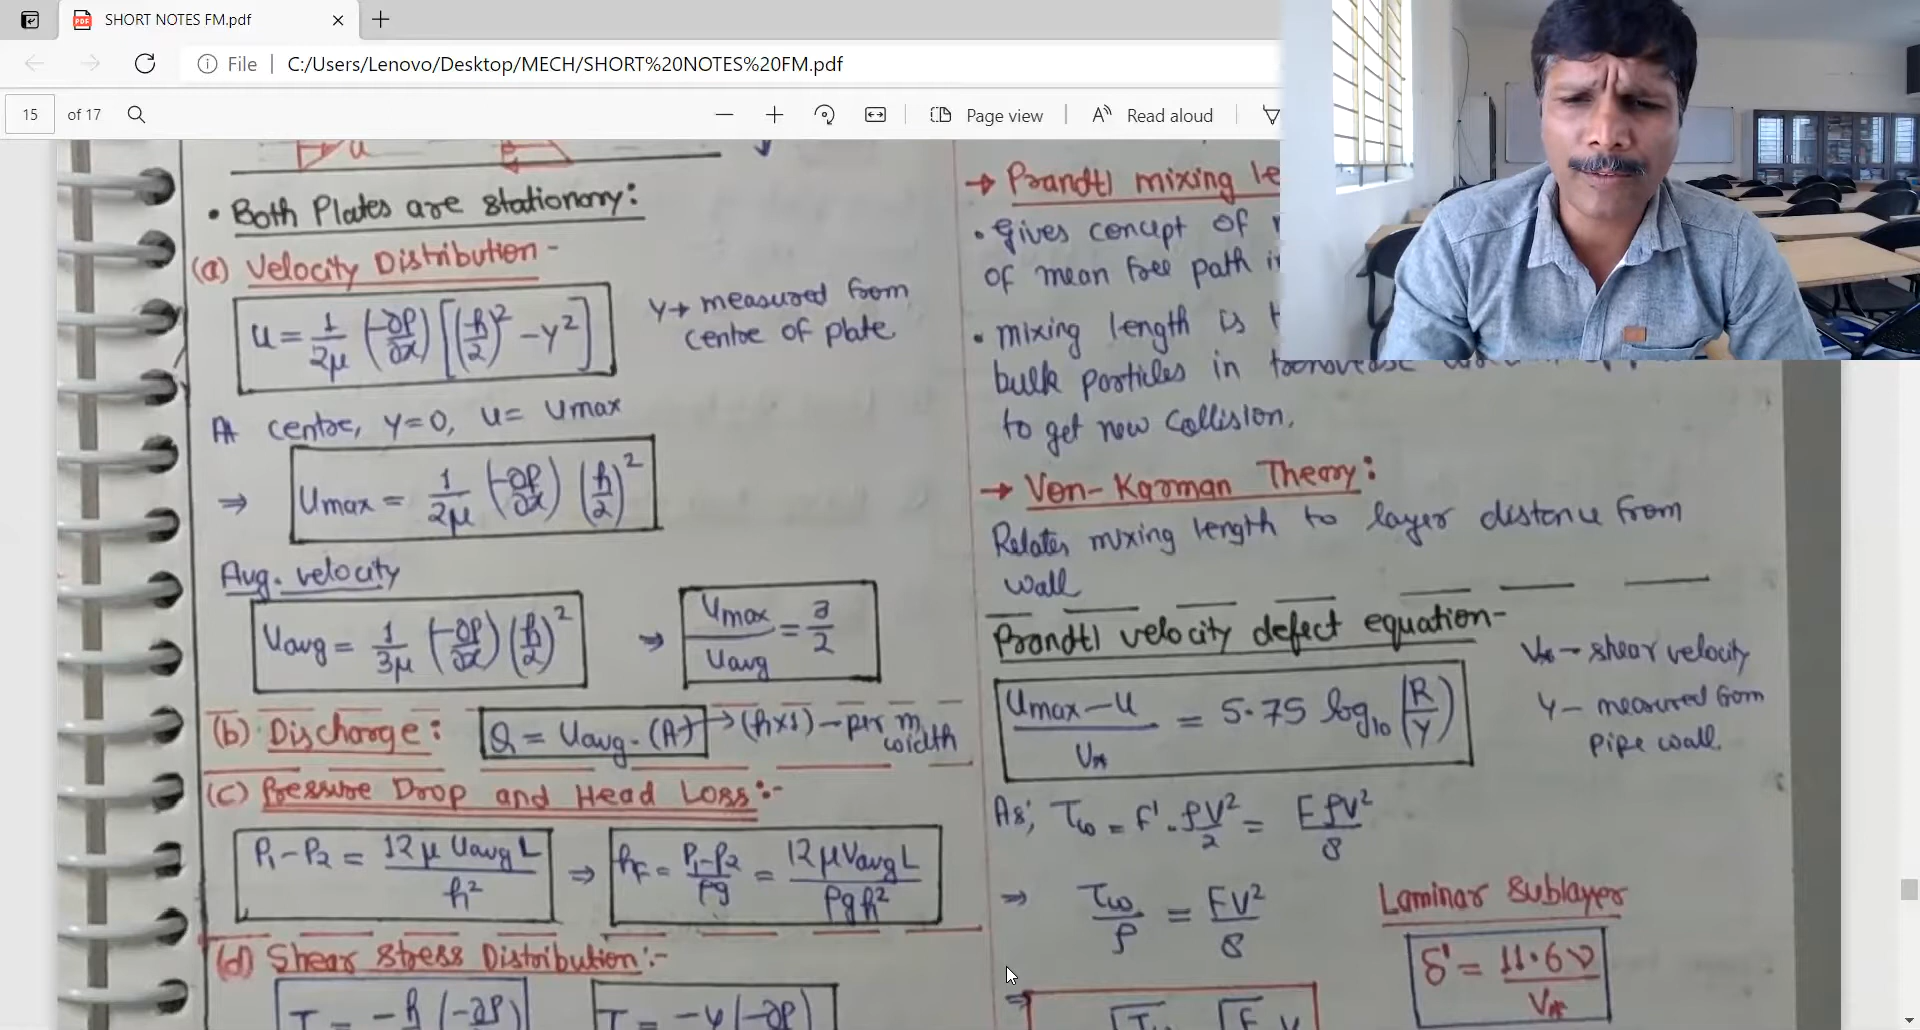 SHORT NOTES FM.pdf
File
C:/Users/Lenovo/Desktop/MECH/SHORT%20NOTES%20FM.pdf
15 of 17
Page view
Read aloud
• Both Plates are stationary:
(a) Velocity Distribution -
u = 1/2μ (-∂P/∂x) [(h/2)² - y²]
y → measured from
centre of plate
At centre, y=0, u= Umax
⇒ Umax = 1/2μ (-∂P/∂x) (h/2)²
Avg. velocity
Uavg = 1/3μ (-∂P/∂x) (h/2)² ⇒ Umax/Uavg = 3/2
(b) Discharge: Q = Uavg. (A) → (h×1) - per m
width
(c) Pressure Drop and Head Loss:-
P1-P2 = 12μ Uavg L/h² ⇒ hf = P1-P2/ρg = 12μVavg L/ρgh²
(d) Shear stress Distribution:-
→ Prandtl mixing le
• Gives concept of
of mean free path i
• mixing length is
bulk particles in
to get new collision.
→ Von-Karman Theory:
Relates mixing length to layer distance from
wall
Prandtl velocity defect equation-
Umax-u/V* = 5.75 log10 (R/y)
V* - shear velocity
y - measured from
pipe wall
As; τw = f'. ρV²/2 = fρV²/8
⇒ τw/ρ = fV²/8
Laminar Sublayer
δ' = 11.6ν/V*